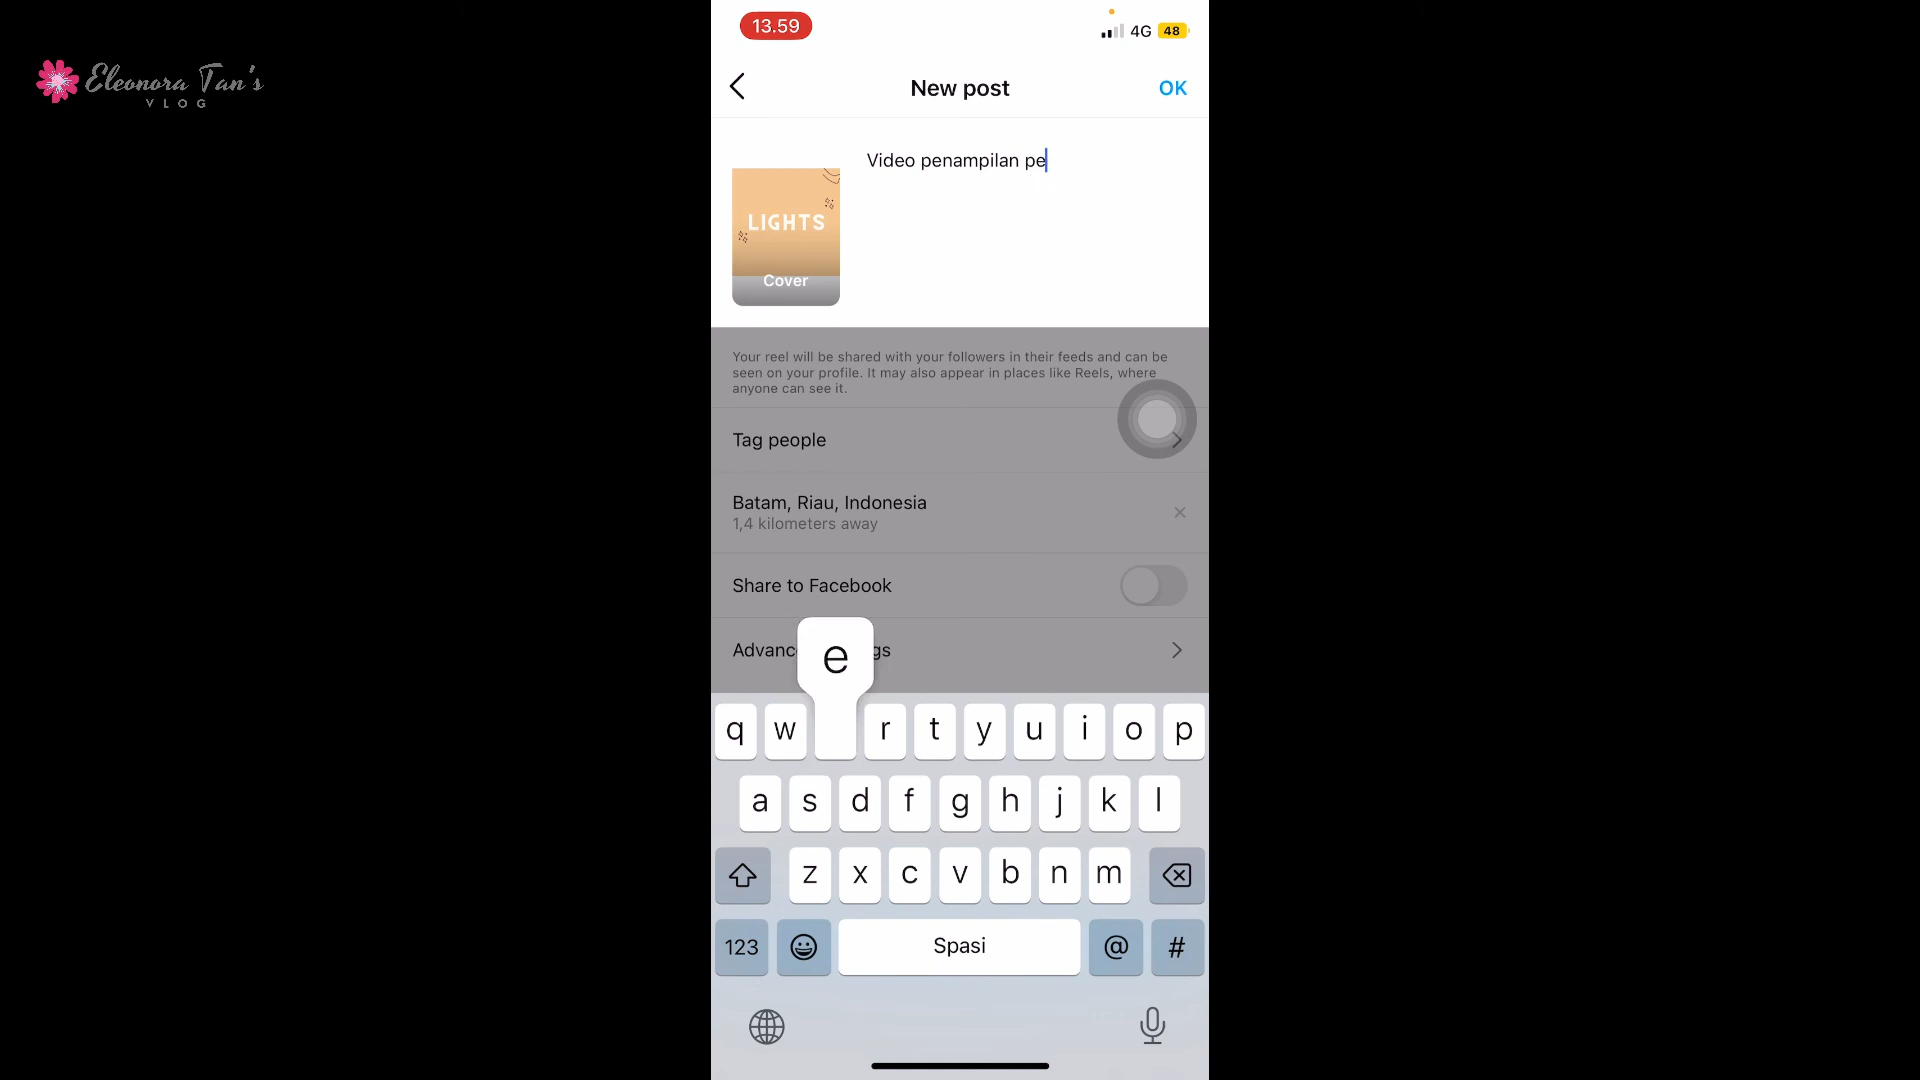 Eleonora Tan's
VLOG
13.59
4G 48
New post
OK
Video penampilan pe
LIGHTS
Cover
Your reel will be shared with your followers in their feeds and can be
seen on your profile. It may also appear in places like Reels, where
anyone can see it.
Tag people
Batam, Riau, Indonesia
1,4 kilometers away
Share to Facebook
e
q w r t y u i o p
a s d f g h j k l
z x c v b n m
123 Spasi @ #